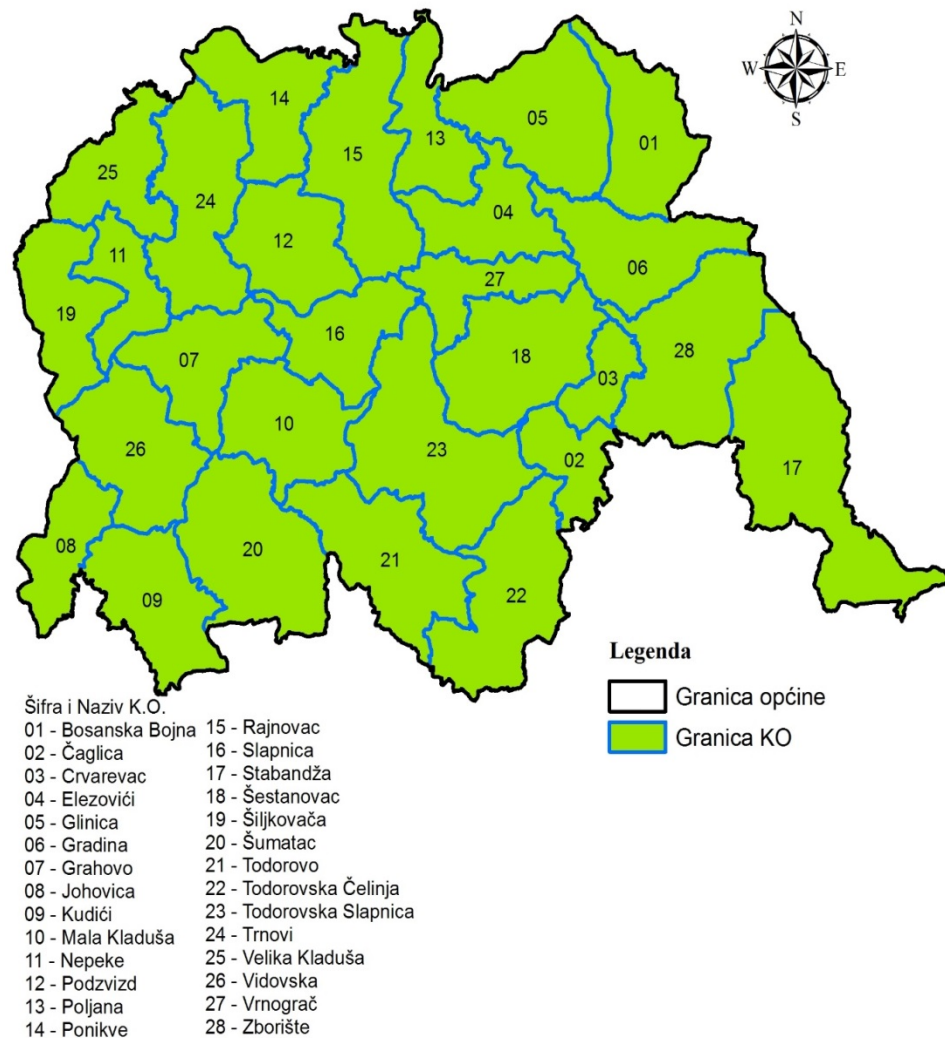 N
W E
S
14
05
13
01
15
25
24
04
12
11
06
27
19
16
28
18
07
03
10
26
23
02
17
08
20
21
09
22
Legenda
Granica općine
Granica KO
Šifra i Naziv K.O.
01 - Bosanska Bojna
02 - Čaglica
03 - Crvarevac
04 - Elezovići
05 - Glinica
06 - Gradina
07 - Grahovo
08 - Johovica
09 - Kudići
10 - Mala Kladuša
11 - Nepeke
12 - Podzvizd
13 - Poljana
14 - Ponikve
15 - Rajnovac
16 - Slapnica
17 - Stabandža
18 - Šestanovac
19 - Šiljkovača
20 - Šumatac
21 - Todorovo
22 - Todorovska Čelinja
23 - Todorovska Slapnica
24 - Trnovi
25 - Velika Kladuša
26 - Vidovska
27 - Vrnograč
28 - Zborište